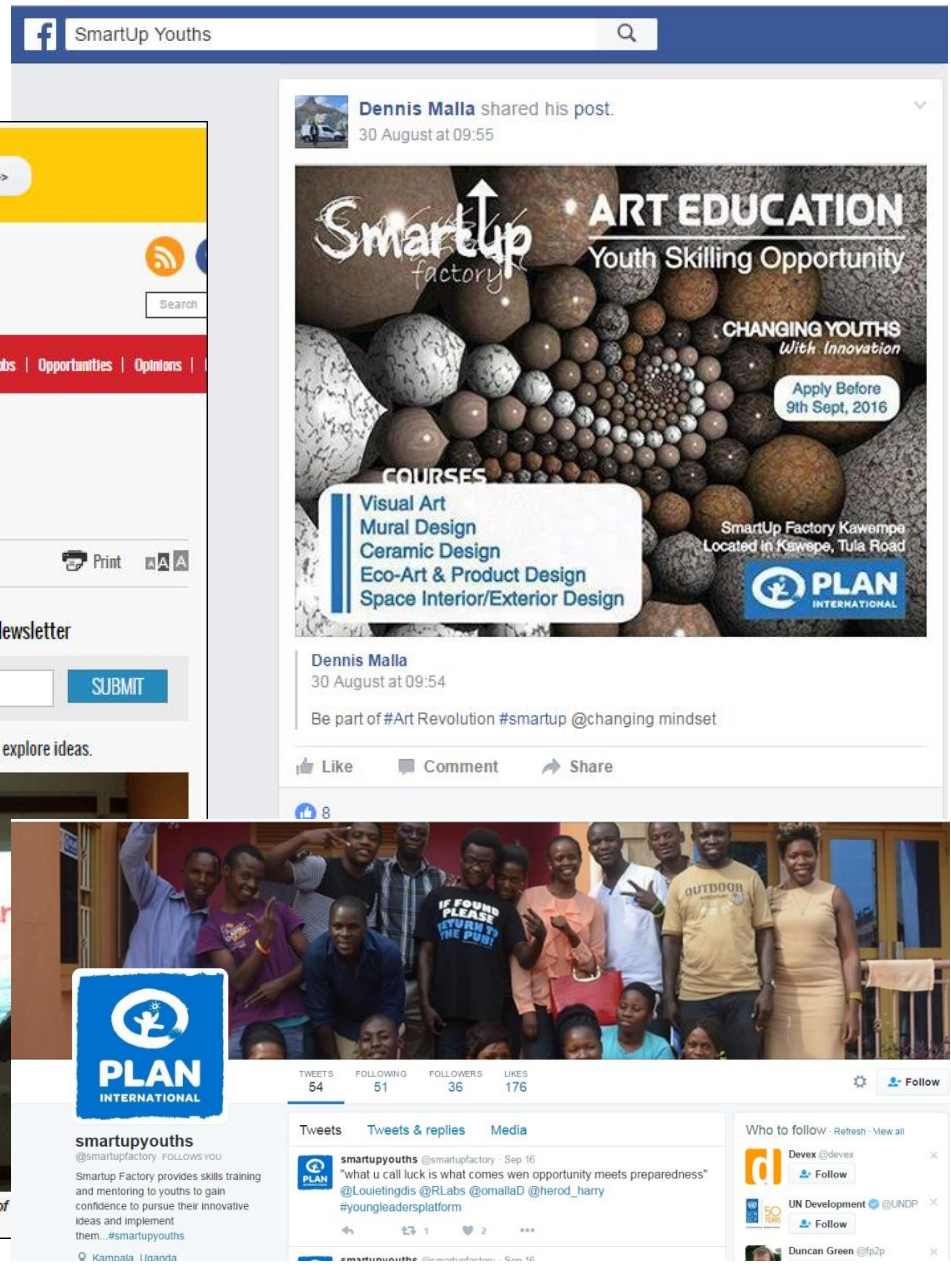 SmartUp Youths
Dennis Malla shared his post.
30 August at 09:55
SmartUp
factory
ART EDUCATION
Youth Skilling Opportunity
CHANGING YOUTHS
With Innovation
Apply Before
9th Sept, 2016
COURSES
Visual Art
Mural Design
Ceramic Design
Eco-Art & Product Design
Space Interior/Exterior Design
SmartUp Factory Kawempe
Located in Kawepe, Tula Road
PLAN
INTERNATIONAL
Dennis Malla
30 August at 09:54
Be part of #Art Revolution #smartup @changing mindset
Like Comment Share
8
Search
Opportunities | Opinions |
Print A A A
SUBMIT
explore ideas.
of
IF FOUND
PLEASE
RETURN TO
THE PUB!
OUTDOOR
PLAN
INTERNATIONAL
TWEETS FOLLOWING FOLLOWERS LIKES
54 51 36 176
Follow
smartupyouths
@smartupfactory FOLLOWS YOU
Smartup Factory provides skills training
and mentoring to youths to gain
confidence to pursue their innovative
ideas and implement
them...#smartupyouths
Kampala, Uganda
Tweets Tweets & replies Media
smartupyouths @smartupfactory · Sep 16
"what u call luck is what comes wen opportunity meets preparedness"
@Louietingdis @RLabs @omallaD @herod_harry
#youngleadersplatform
1 2
smartupyouths @smartupfactory · Sep 16
Who to follow · Refresh · View all
Devex @devex
Follow
UN Development @UNDP
Follow
Duncan Green @fp2p